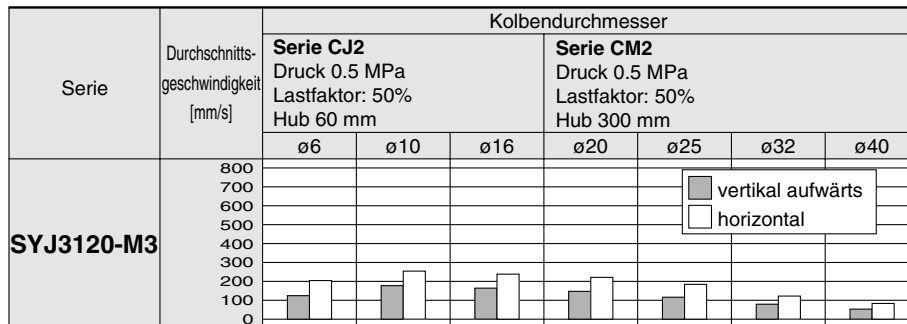 Kolbendurchmesser
Serie
Durchschnitts-
geschwindigkeit
[mm/s]
Serie CJ2
Druck 0.5 MPa
Lastfaktor: 50%
Hub 60 mm
Serie CM2
Druck 0.5 MPa
Lastfaktor: 50%
Hub 300 mm
ø6 ø10 ø16 ø20 ø25 ø32 ø40
SYJ3120-M3
800
700
600
500
400
300
200
100
0
vertikal aufwärts
horizontal